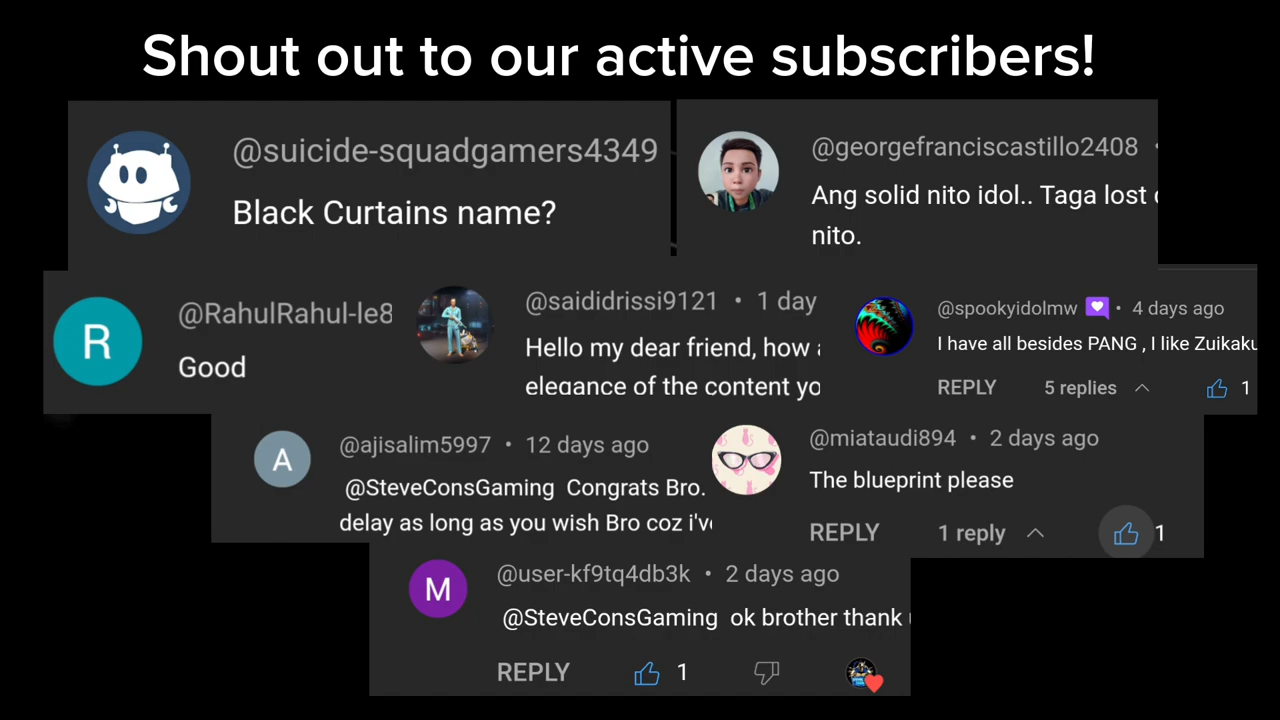 Shout out to our active subscribers!
@suicide-squadgamers4349
Black Curtains name?
@georgefranciscastillo2408
Ang solid nito idol.. Taga lost
nito.
@RahulRahul-le8
R
Good
@saididrissi9121 • 1 day
Hello my dear friend, how
elegance of the content yo
@spookyidolmw • 4 days ago
I have all besides PANG , I like Zuikaku
REPLY 5 replies 1
@ajisalim5997 • 12 days ago
A
@SteveConsGaming Congrats Bro.
delay as long as you wish Bro coz i'v
@miataudi894 • 2 days ago
The blueprint please
REPLY 1 reply 1
@user-kf9tq4db3k • 2 days ago
M
@SteveConsGaming ok brother thank
REPLY 1